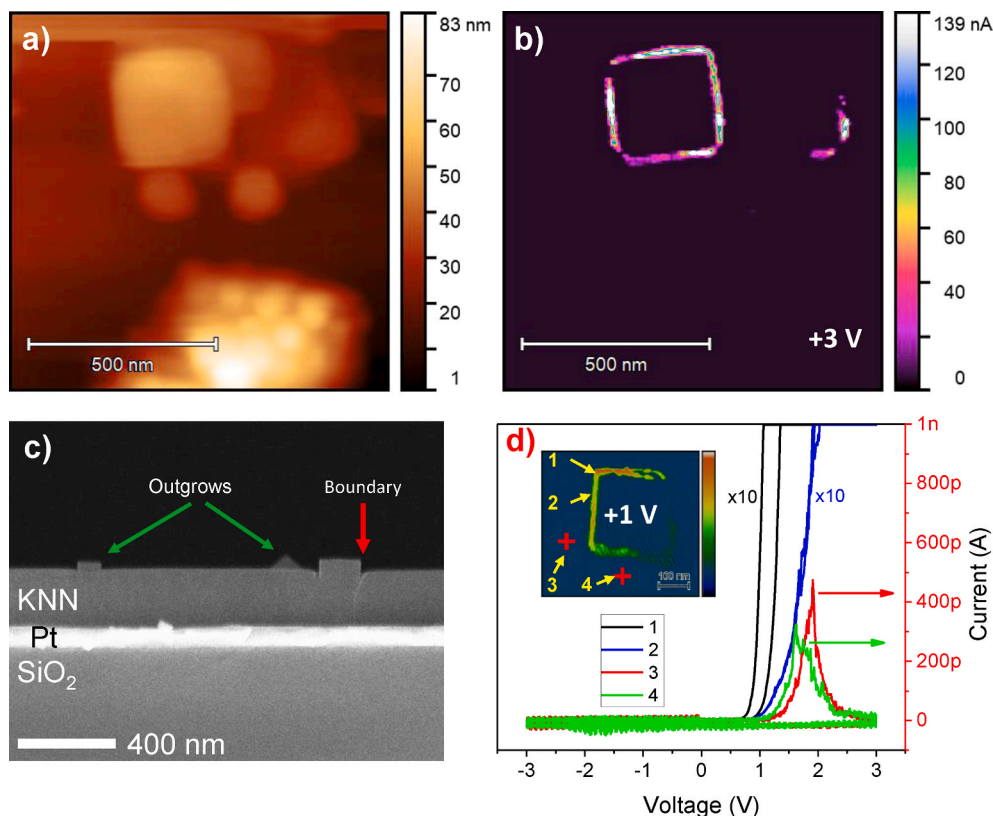 a)
83 nm
70
60
50
40
30
20
1
500 nm
b)
139 nA
120
100
80
60
40
20
0
500 nm
+3 V
c)
Outgrows
Boundary
KNN
Pt
SiO₂
400 nm
d)
1
2
3
4
+1 V
100 nm
x10
x10
1
2
3
4
1n
800p
600p
400p
200p
0
Current (A)
-3
-2
-1
0
1
2
3
Voltage (V)